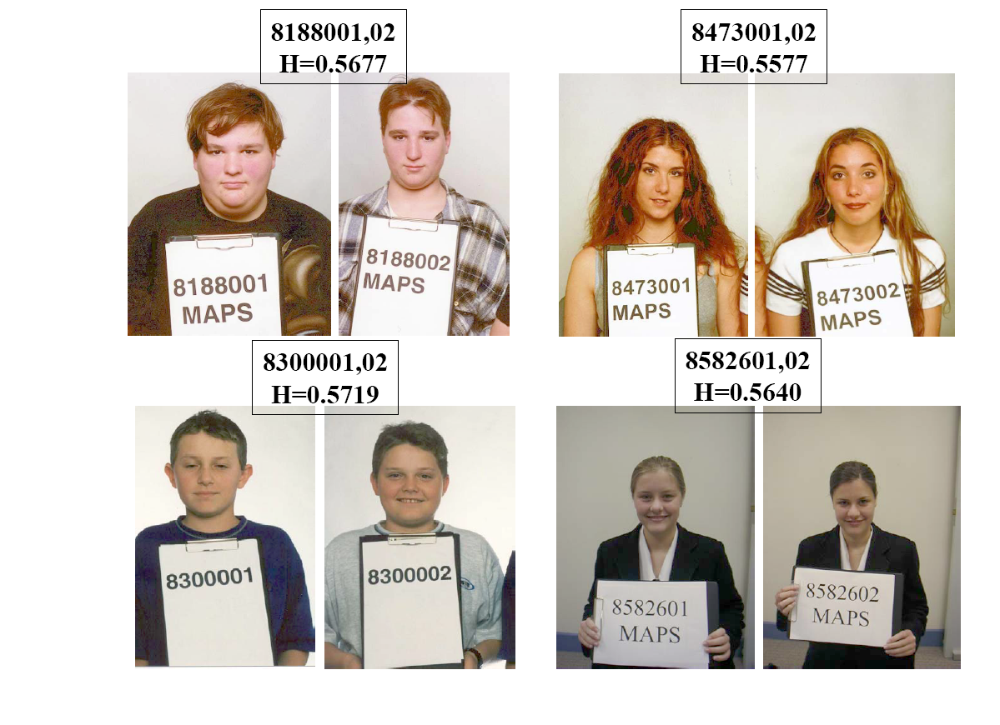 8188001,02
H=0.5677
8473001,02
H=0.5577
8188001
MAPS
8188002
MAPS
8473001
MAPS
8473002
MAPS
8300001,02
H=0.5719
8582601,02
H=0.5640
8300001
8300002
8582601
MAPS
8582602
MAPS